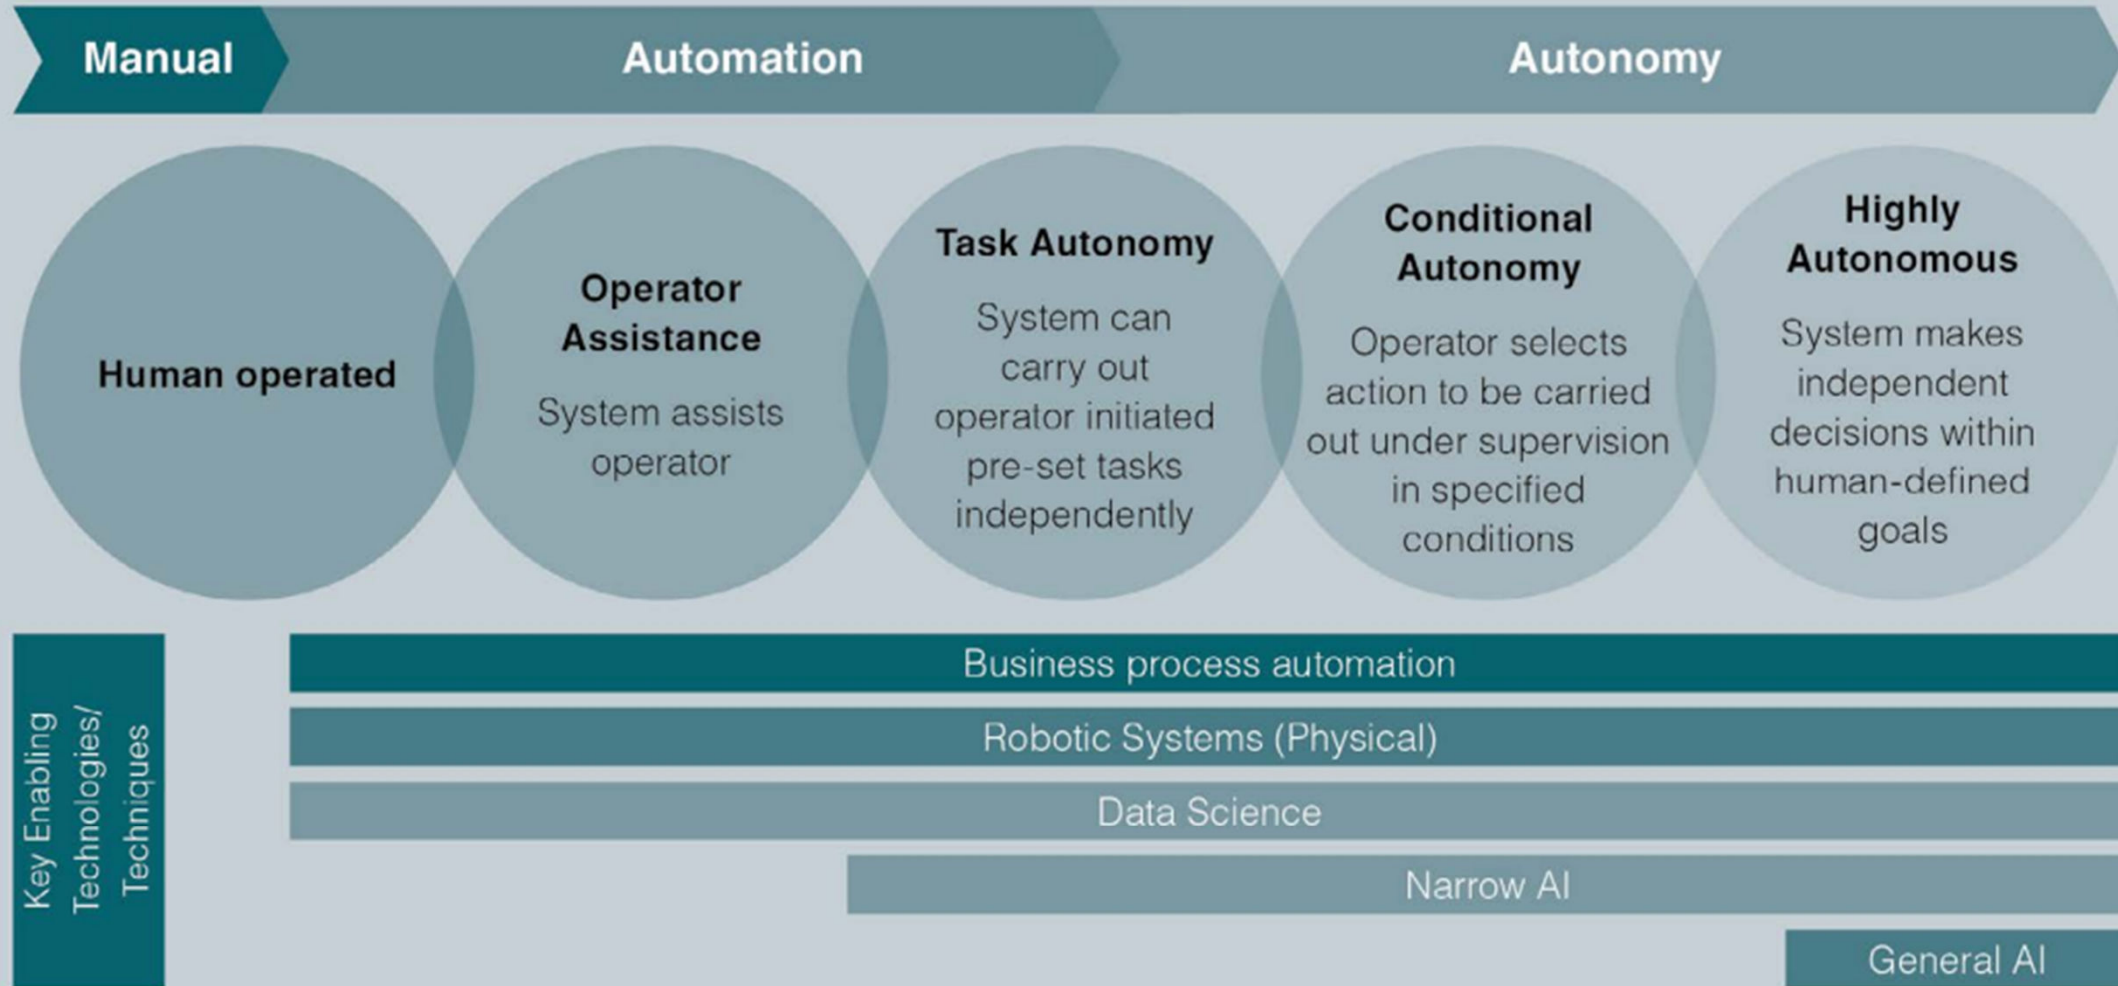 Manual
Automation
Autonomy
Human operated
Operator
Assistance
System assists
operator
Task Autonomy
System can
carry out
operator initiated
pre-set tasks
independently
Conditional
Autonomy
Operator selects
action to be carried
out under supervision
in specified
conditions
Highly
Autonomous
System makes
independent
decisions within
human-defined
goals
Key Enabling
Technologies/
Techniques
Business process automation
Robotic Systems (Physical)
Data Science
Narrow AI
General AI